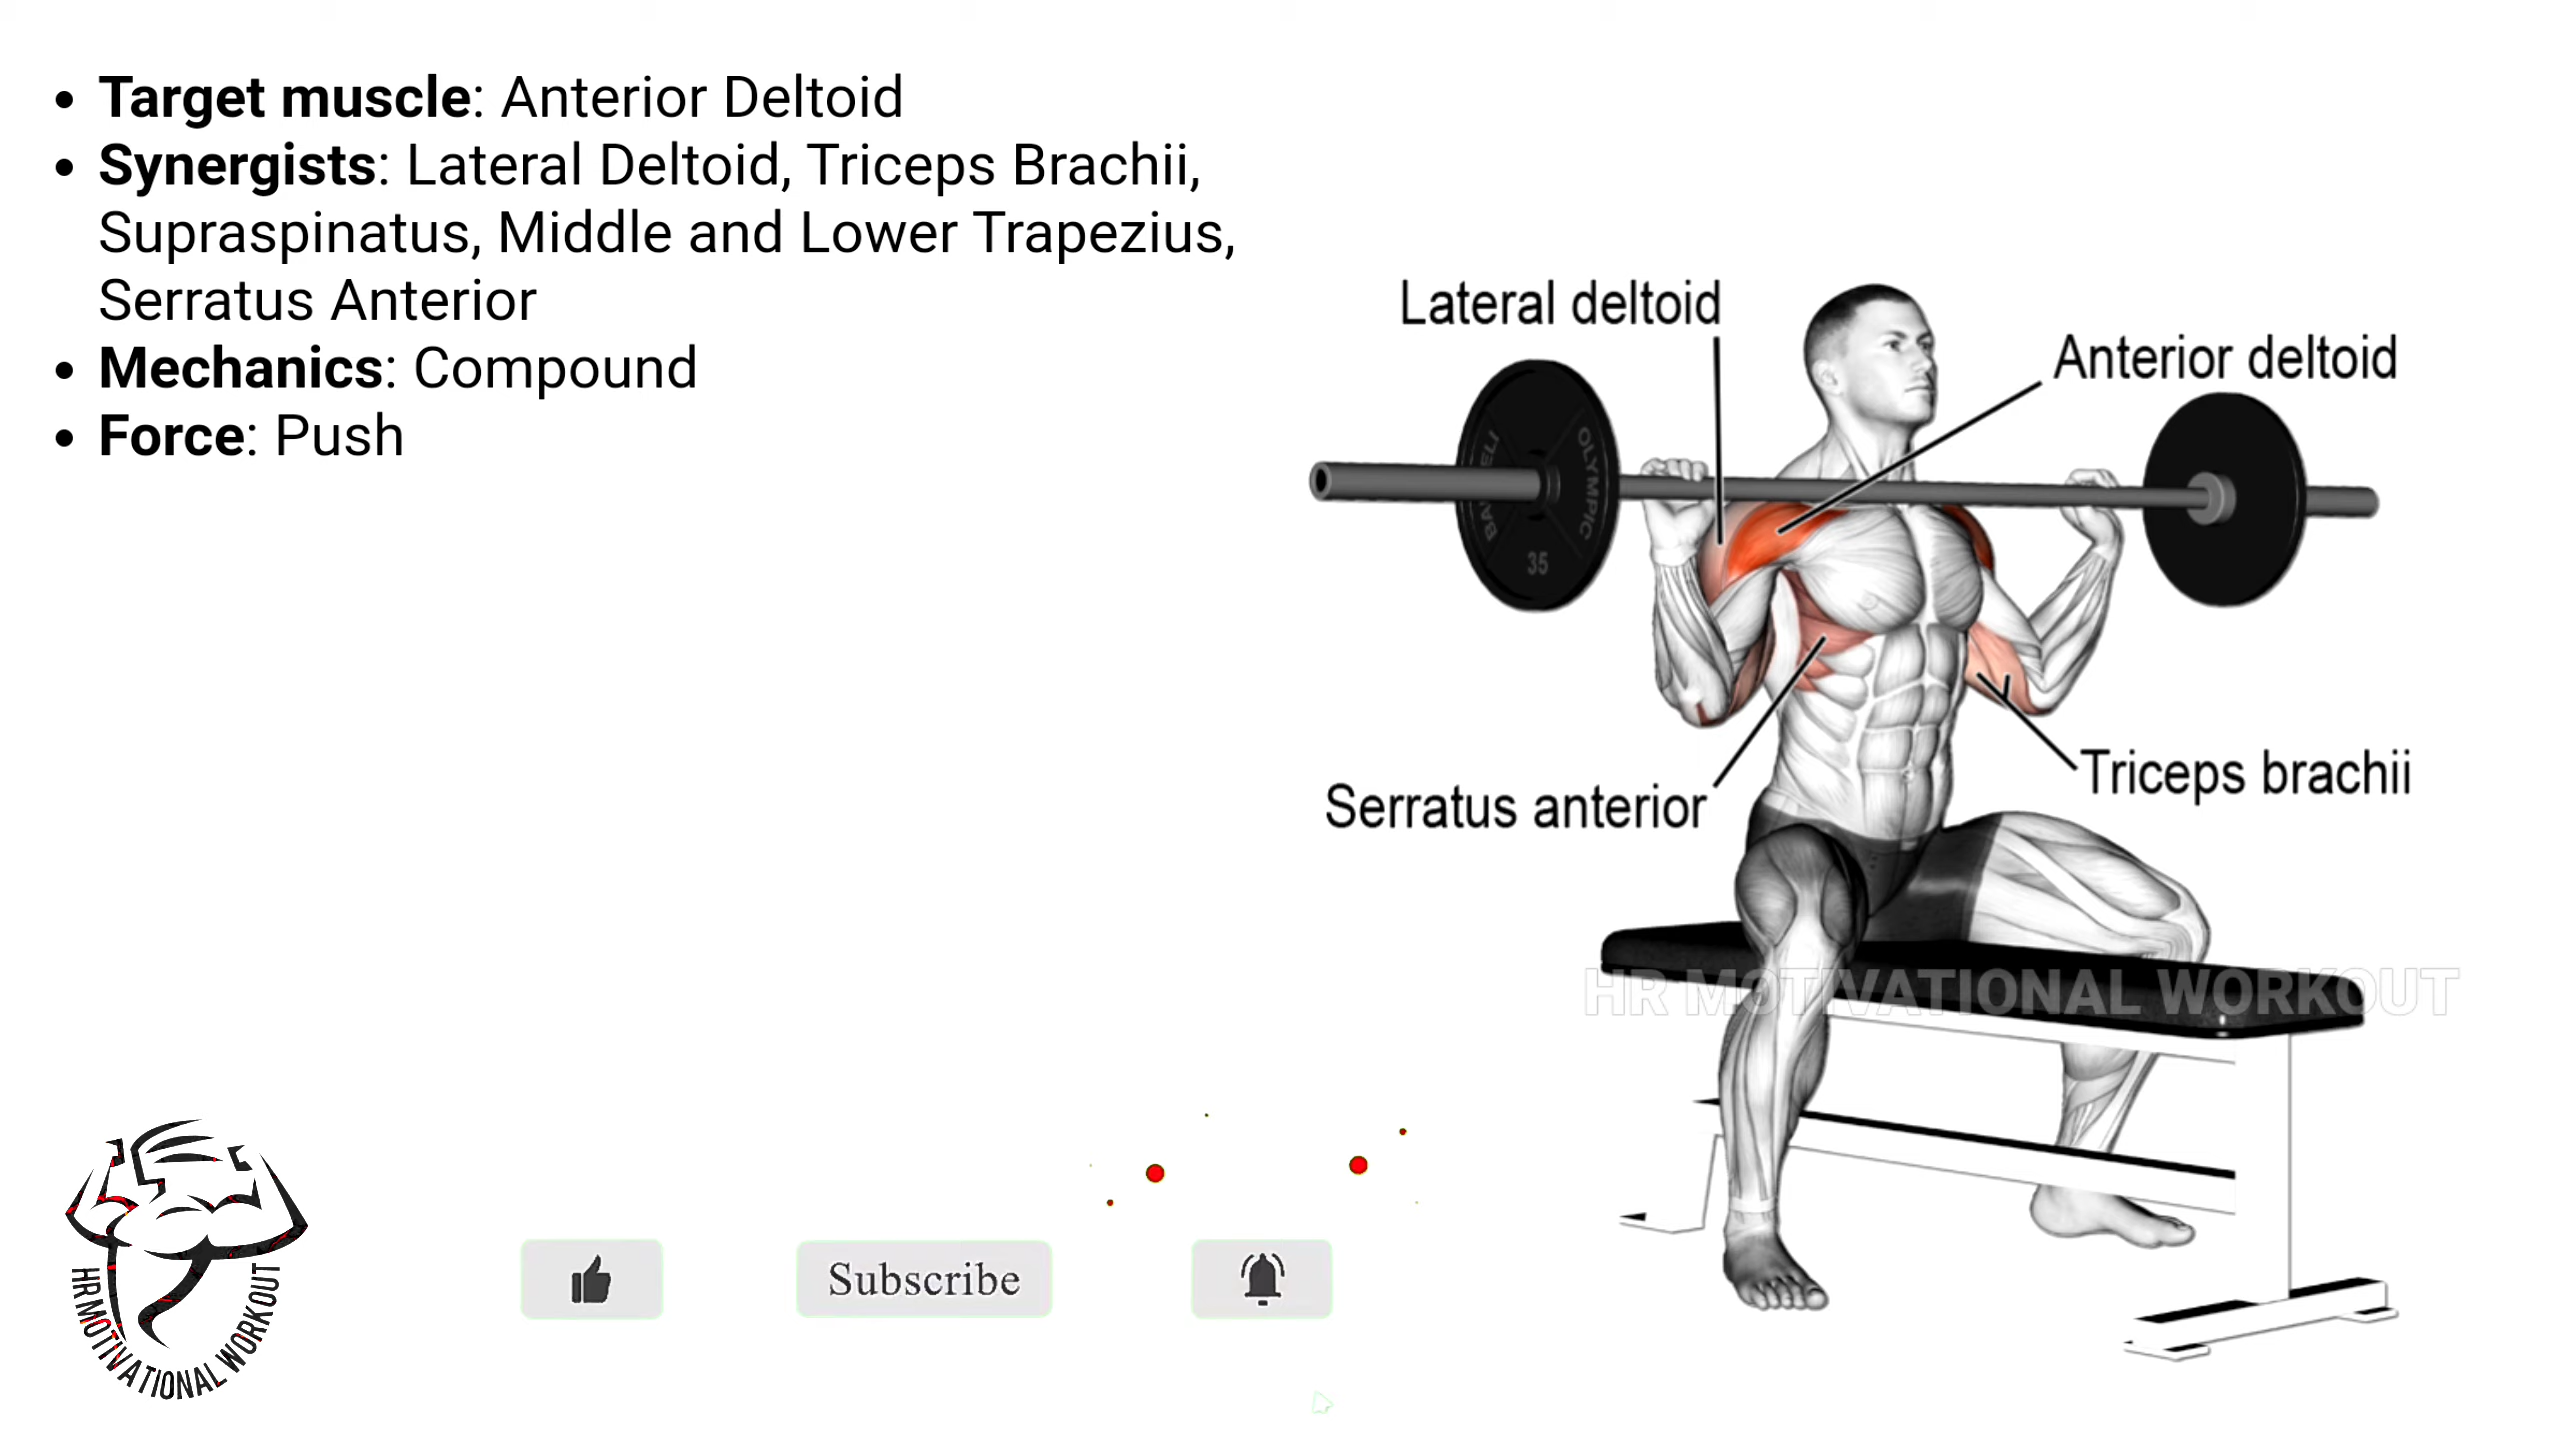 • Target muscle: Anterior Deltoid
• Synergists: Lateral Deltoid, Triceps Brachii,
Supraspinatus, Middle and Lower Trapezius,
Serratus Anterior
• Mechanics: Compound
• Force: Push
Lateral deltoid
Anterior deltoid
OLYMPIC
35
Serratus anterior
Triceps brachii
HR MOTIVATIONAL WORKOUT
HR MOTIVATIONAL WORKOUT
Subscribe